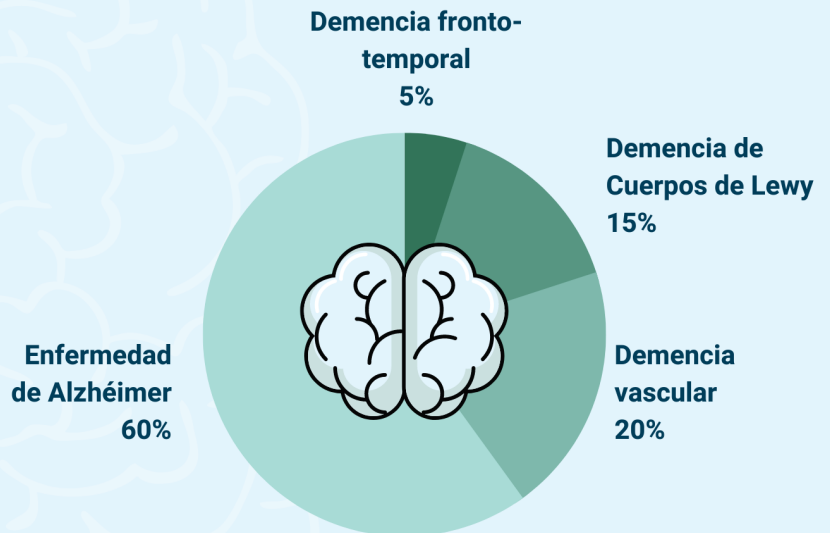 Demencia fronto-
temporal
5%
Demencia de
Cuerpos de Lewy
15%
Enfermedad
de Alzhéimer
60%
Demencia
vascular
20%